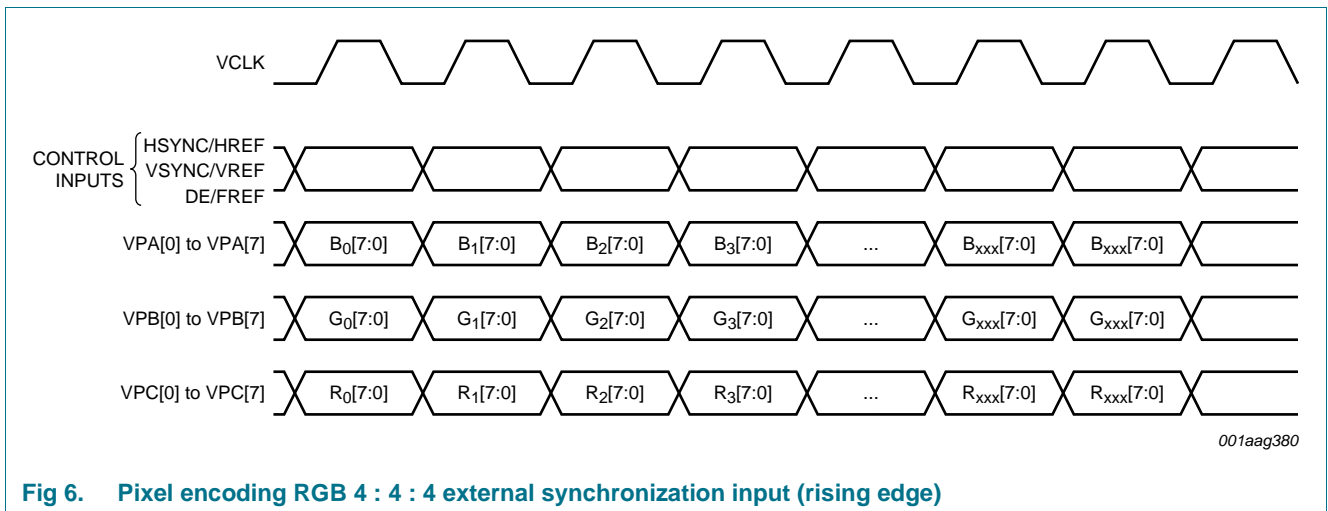 VCLK
CONTROL INPUTS
HSYNC/HREF
VSYNC/VREF
DE/FREF
VPA[0] to VPA[7] B0[7:0] B1[7:0] B2[7:0] B3[7:0] ... Bxxx[7:0] Bxxx[7:0]
VPB[0] to VPB[7] G0[7:0] G1[7:0] G2[7:0] G3[7:0] ... Gxxx[7:0] Gxxx[7:0]
VPC[0] to VPC[7] R0[7:0] R1[7:0] R2[7:0] R3[7:0] ... Rxxx[7:0] Rxxx[7:0]
001aag380
Fig 6. Pixel encoding RGB 4 : 4 : 4 external synchronization input (rising edge)